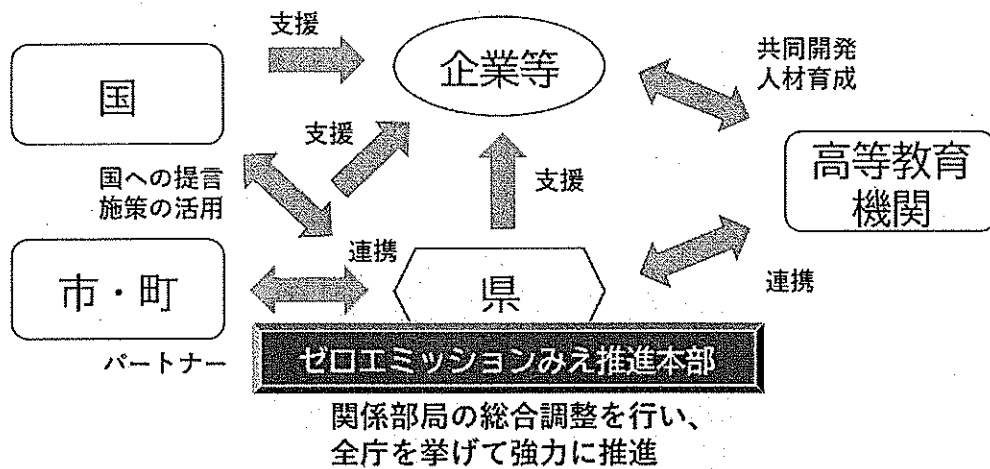 支援
企業等
共同開発
人材育成
国
支援
支援
高等教育
機関
国への提言
施策の活用
連携
連携
市・町
県
パートナー
ゼロエミッションみえ推進本部
関係部局の総合調整を行い、
全庁を挙げて強力に推進